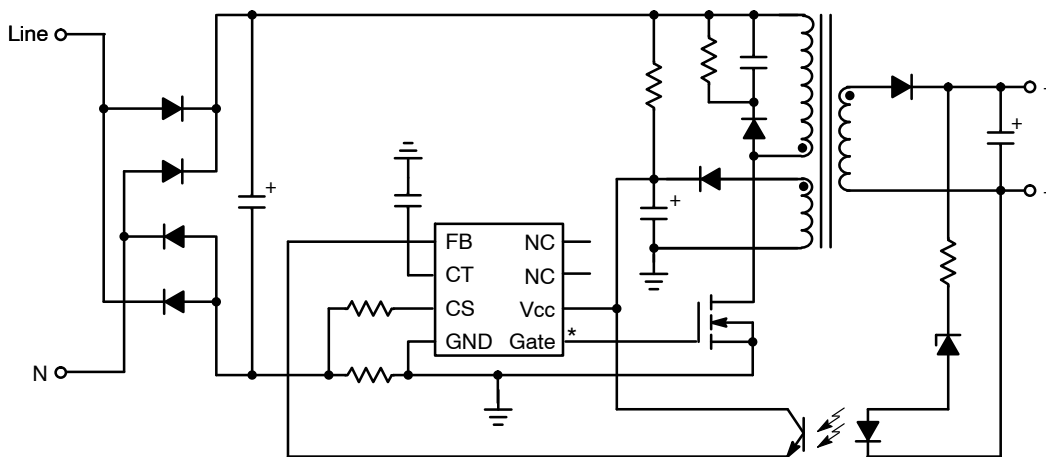 Line
+
+
+
+
FB
NC
CT
NC
CS
Vcc
GND
Gate
*
N